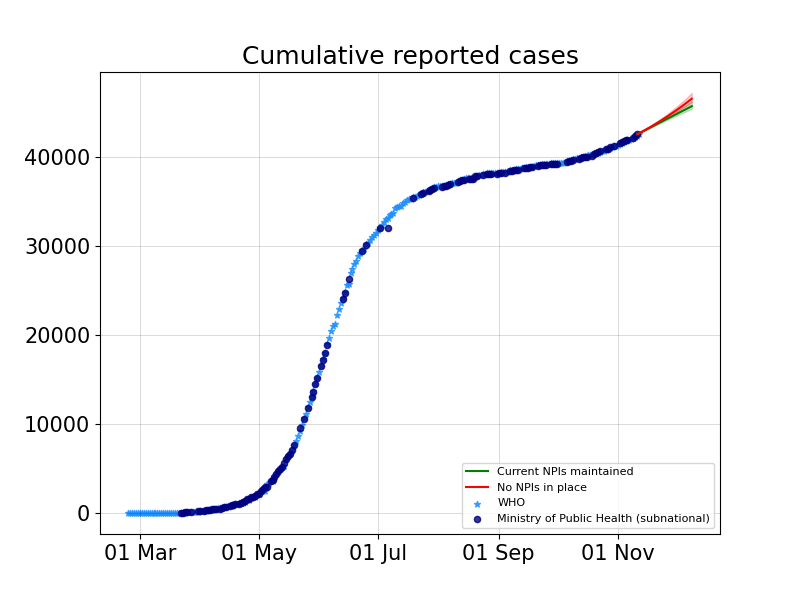 Cumulative reported cases
40000
30000
20000
10000
0
01 Mar
01 May
01 Jul
01 Sep
01 Nov
Current NPIs maintained
No NPIs in place
WHO
Ministry of Public Health (subnational)